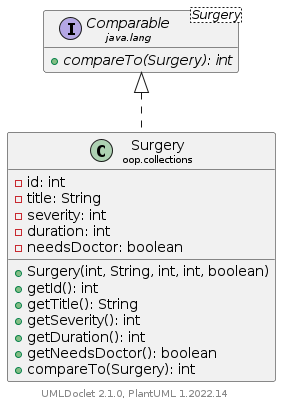 Surgery
I Comparable
java.lang
compareTo(Surgery): int
C Surgery
oop.collections
id: int
title: String
severity: int
duration: int
needsDoctor: boolean
Surgery(int, String, int, int, boolean)
getId(): int
getTitle(): String
getSeverity(): int
getDuration(): int
getNeedsDoctor(): boolean
compareTo(Surgery): int
UMLDoclet 2.1.0, PlantUML 1.2022.14